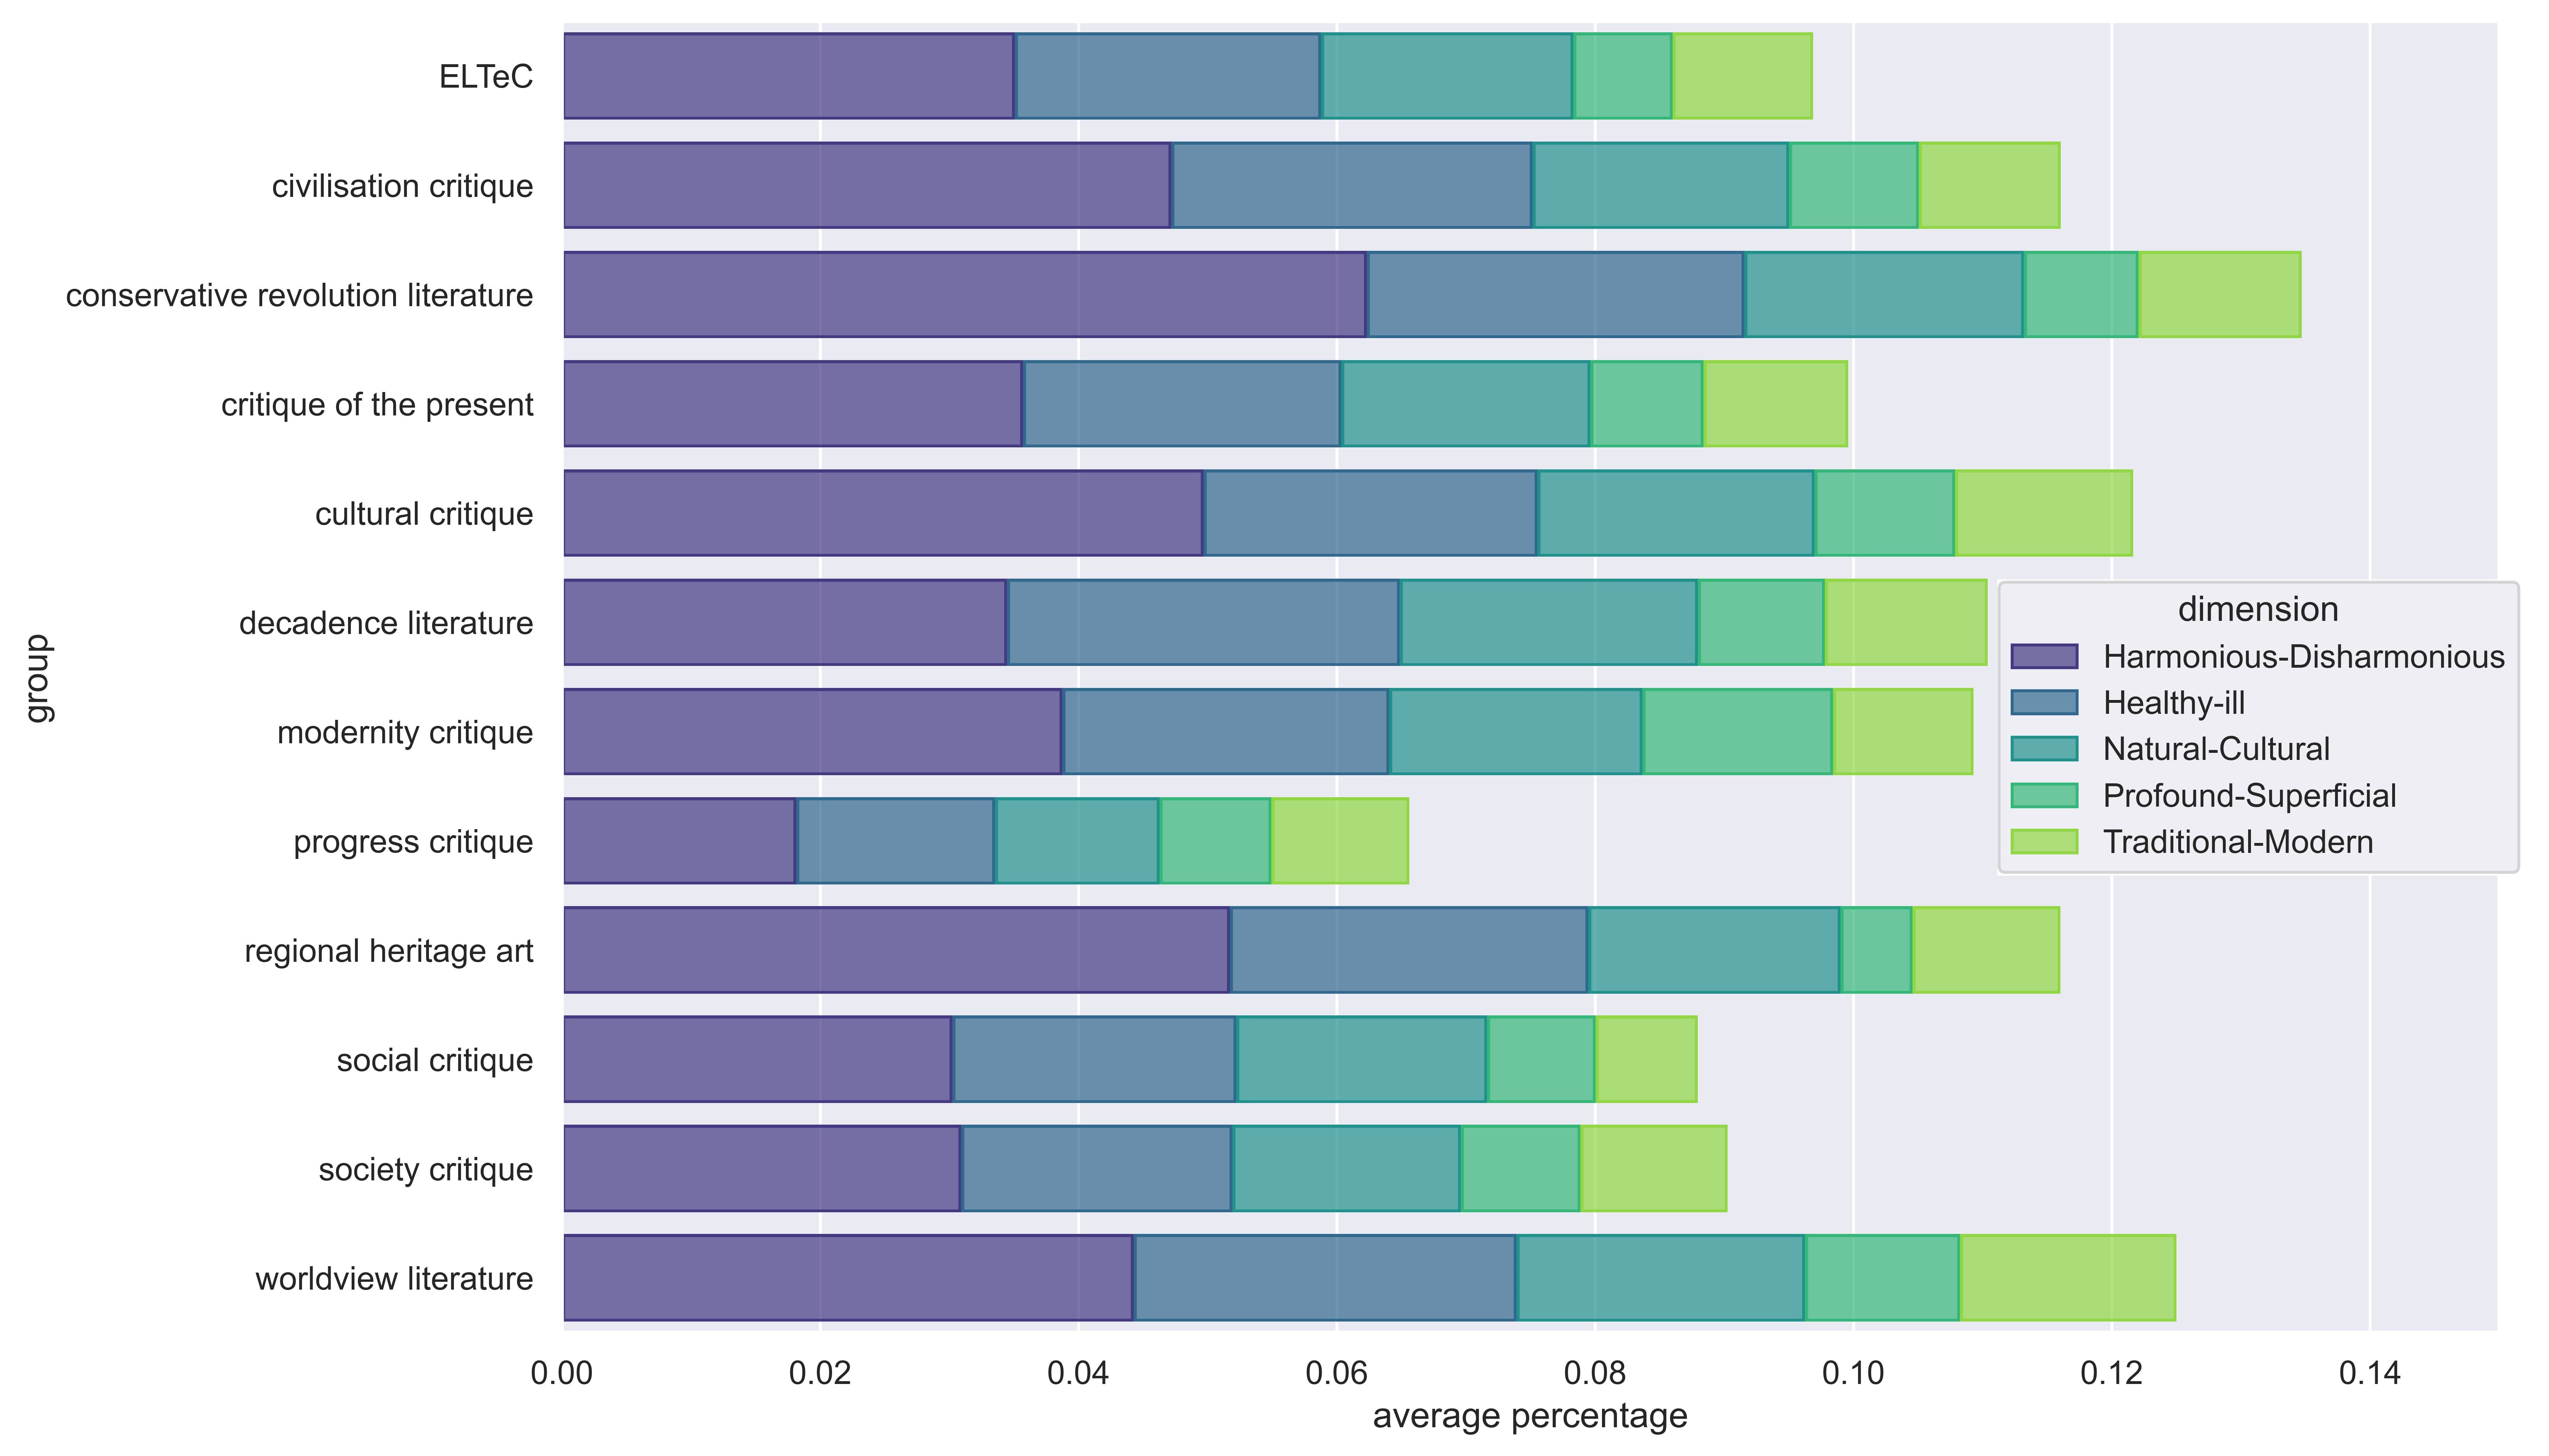 ELTeC
civilisation critique
conservative revolution literature
critique of the present
cultural critique
decadence literature
modernity critique
progress critique
regional heritage art
social critique
society critique
worldview literature
group
dimension
Harmonious-Disharmonious
Healthy-ill
Natural-Cultural
Profound-Superficial
Traditional-Modern
0.00 0.02 0.04 0.06 0.08 0.10 0.12 0.14
average percentage